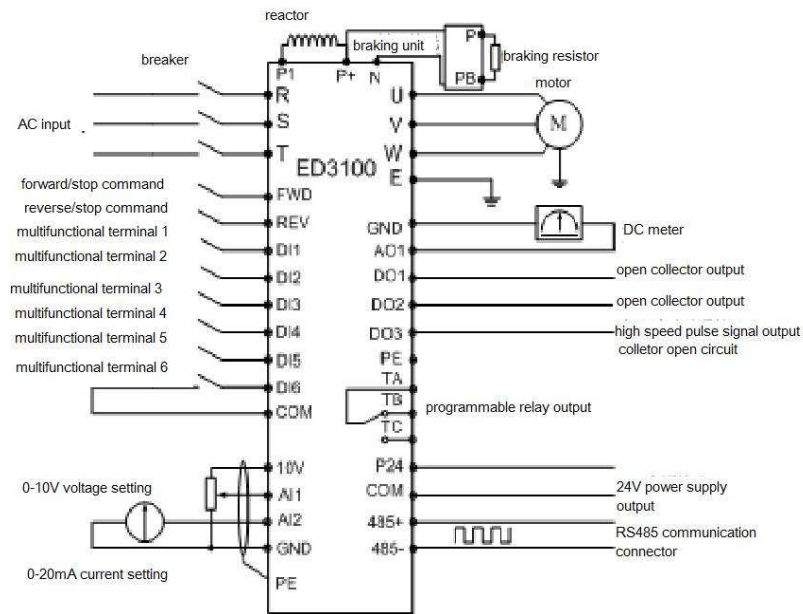 reactor
braking unit
P
braking resistor
breaker
P1
P+
N
PB
motor
R
U
AC input
S
V
M
T
W
ED3100
E
forward/stop command
FWD
reverse/stop command
REV
GND
DC meter
multifunctional terminal 1
DI1
AO1
multifunctional terminal 2
DI2
DO1
open collector output
multifunctional terminal 3
DI3
DO2
open collector output
multifunctional terminal 4
DI4
DO3
high speed pulse signal output
colletor open circuit
multifunctional terminal 5
DI5
PE
multifunctional terminal 6
DI6
TA
COM
TB
programmable relay output
TC
10V
P24
0-10V voltage setting
AI1
COM
24V power supply
output
AI2
485+
RS485 communication
connector
GND
485-
0-20mA current setting
PE